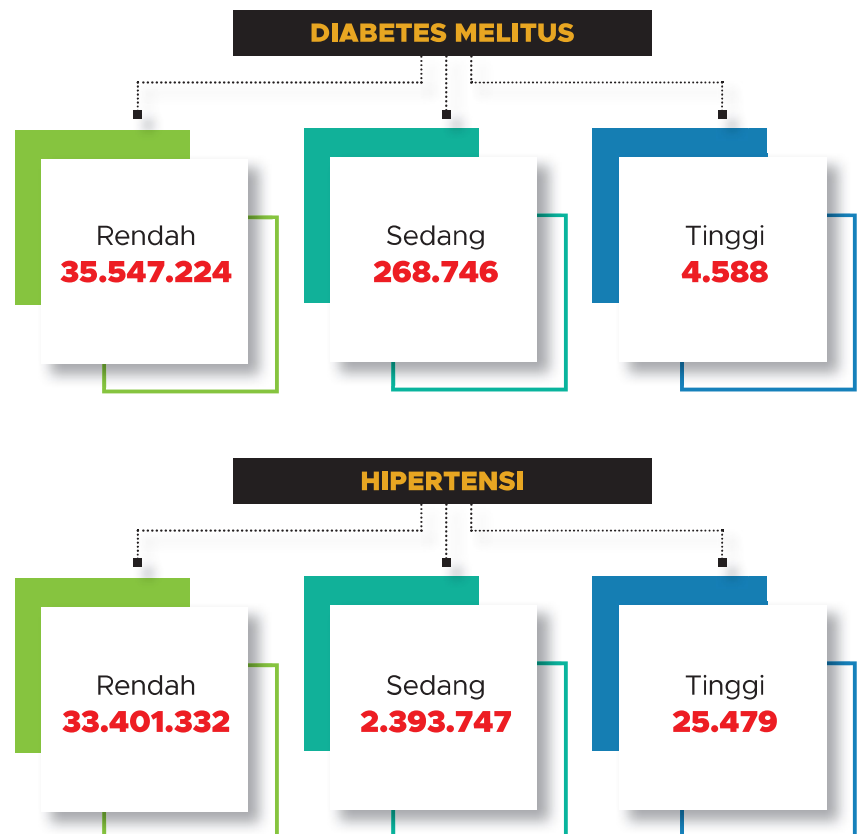 DIABETES MELITUS
Rendah
35.547.224
Sedang
268.746
Tinggi
4.588
HIPERTENSI
Rendah
33.401.332
Sedang
2.393.747
Tinggi
25.479